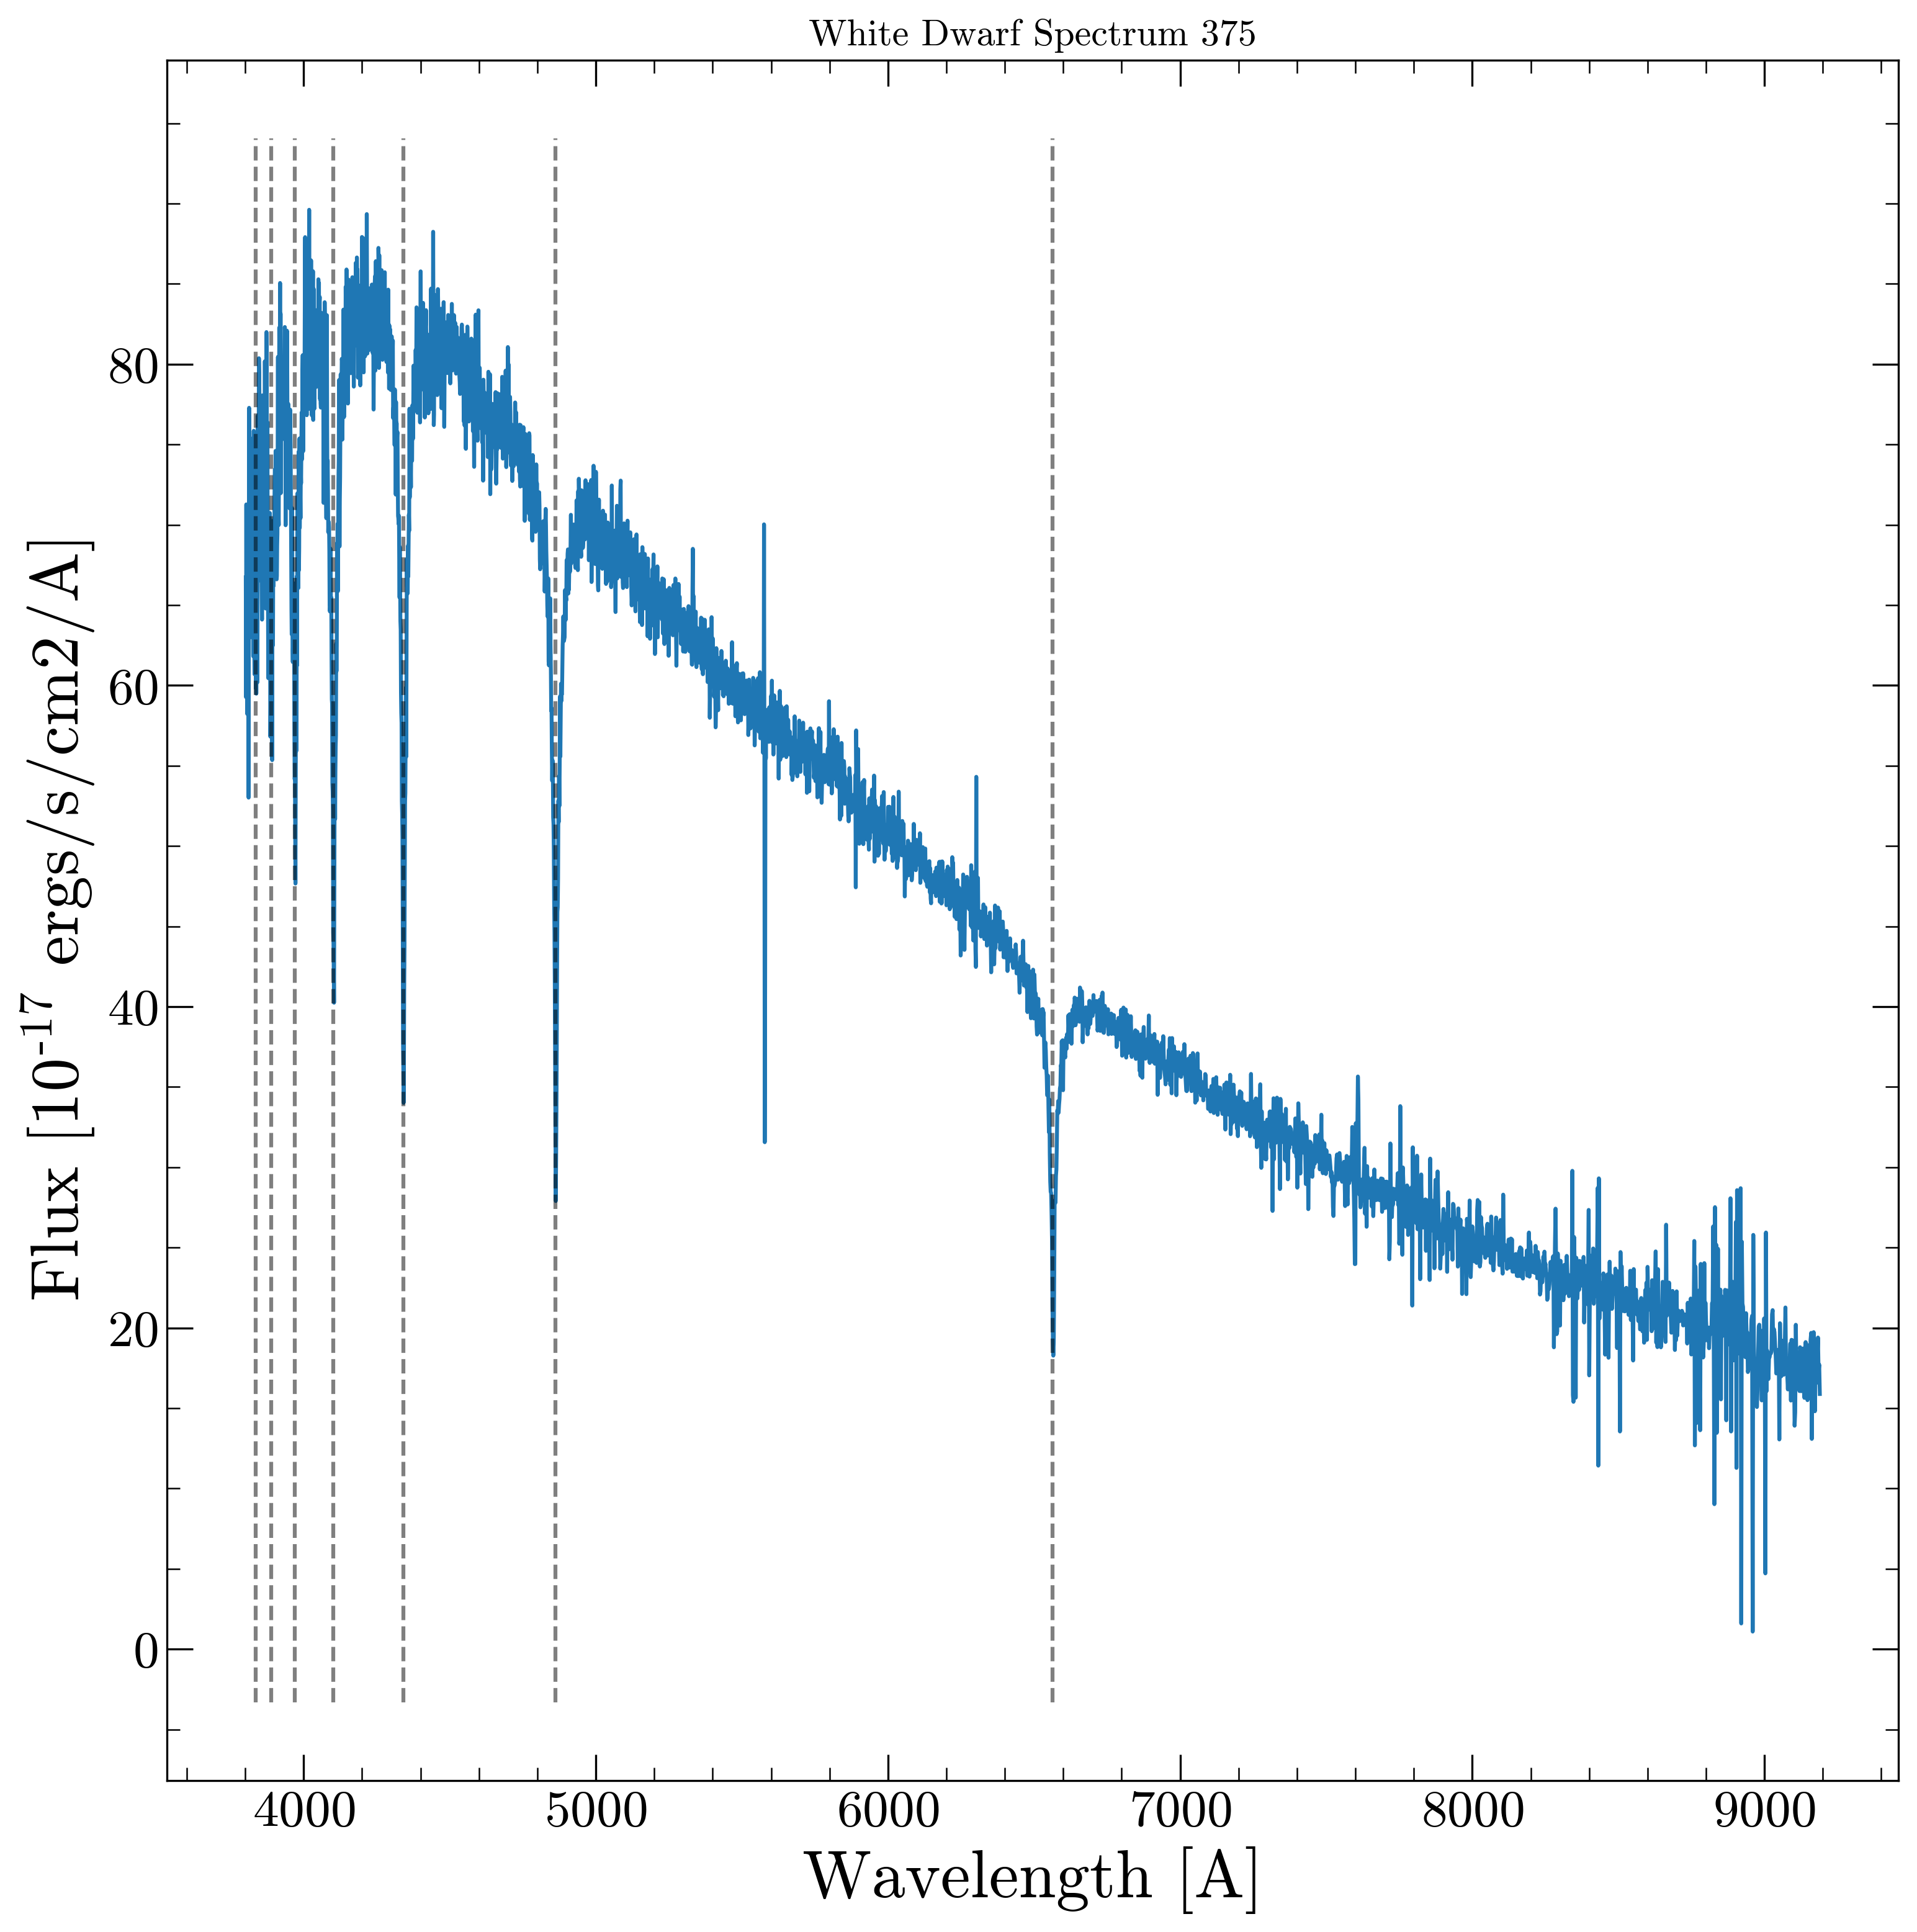 White Dwarf Spectrum 375
80
60
40
20
0
Flux [10⁻¹⁷ ergs/s/cm2/A]
4000 5000 6000 7000 8000 9000
Wavelength [A]